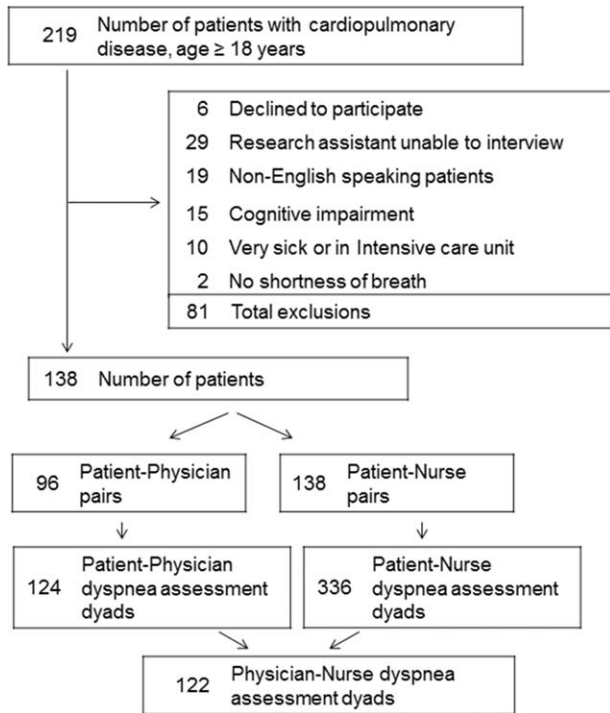 219 Number of patients with cardiopulmonary
disease, age ≥ 18 years
6 Declined to participate
29 Research assistant unable to interview
19 Non-English speaking patients
15 Cognitive impairment
10 Very sick or in Intensive care unit
2 No shortness of breath
81 Total exclusions
138 Number of patients
96 Patient-Physician
pairs
138 Patient-Nurse
pairs
124 Patient-Physician
dyspnea assessment
dyads
336 Patient-Nurse
dyspnea assessment
dyads
122 Physician-Nurse dyspnea
assessment dyads